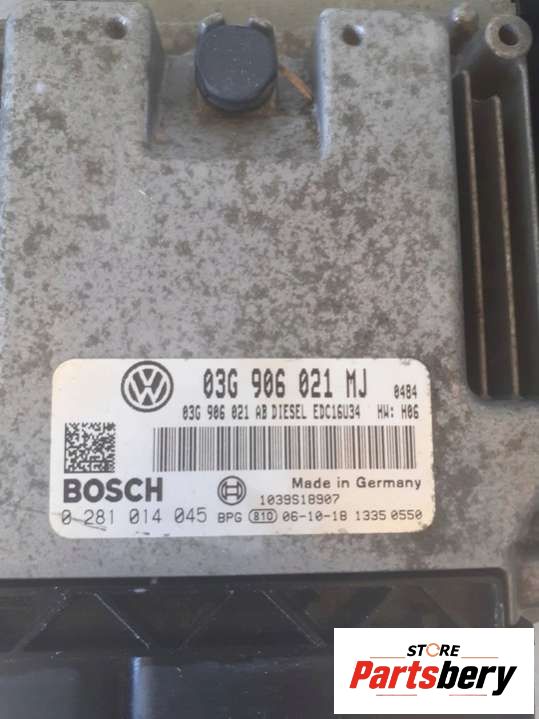 03G 906 021 MJ 0484
03G 906 021 AB DIESEL EDC16U34 HW: H06
Made in Germany
BOSCH 1039S18907
0 281 014 045 BPG 810 06-10-18 1335 0550
STORE
Partsbery